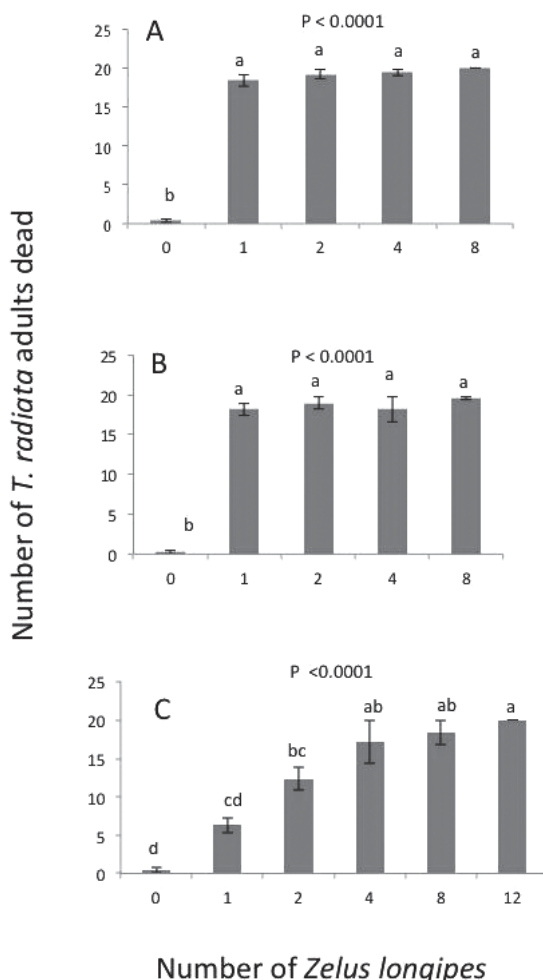 Number of T. radiata adults dead
A
P < 0.0001
25
20
15
10
5
0
b
a
a
a
a
0 1 2 4 8
B
P < 0.0001
25
20
15
10
5
0
b
a
a
a
a
0 1 2 4 8
C
P <0.0001
25
20
15
10
5
0
d
cd
bc
ab
ab
a
0 1 2 4 8 12
Number of Zelus longipes